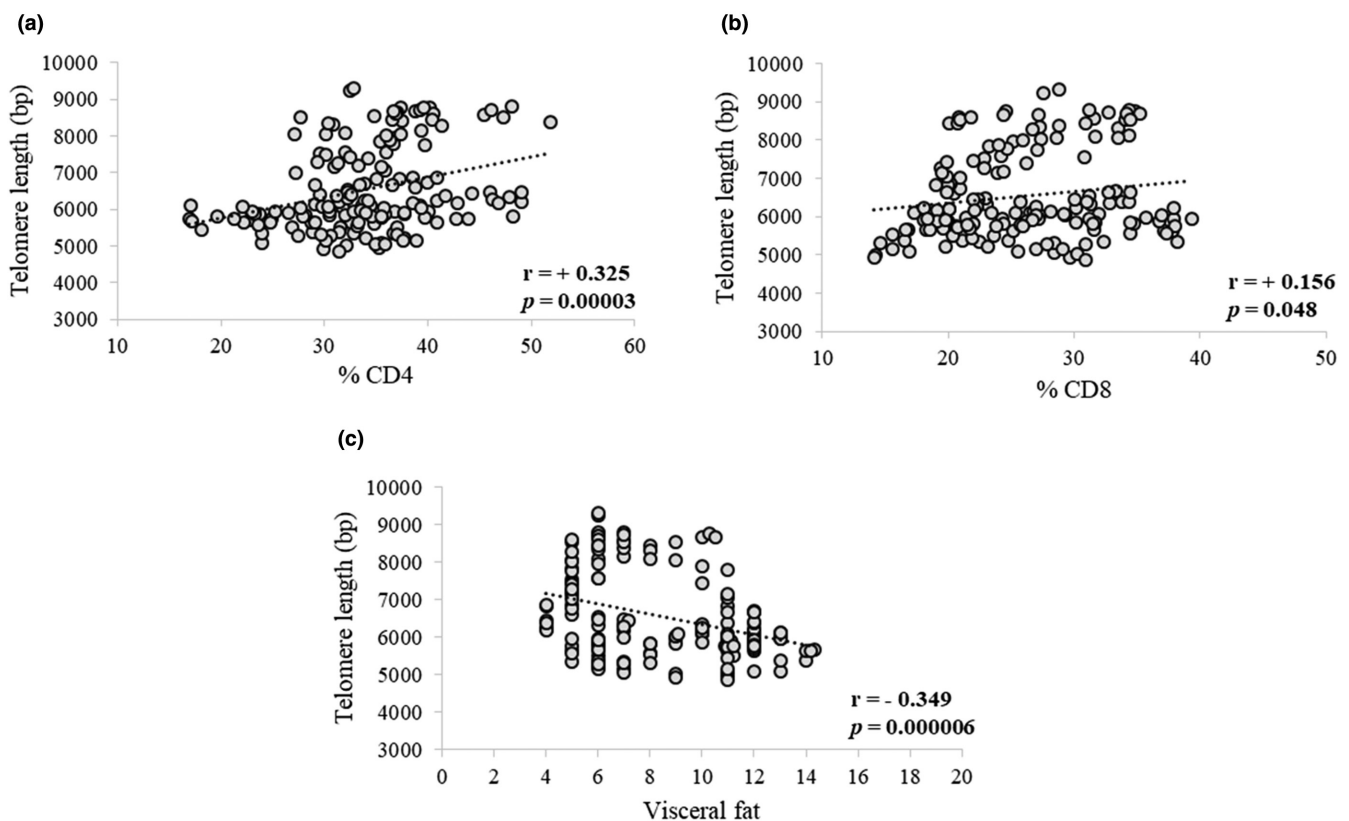 (a)
10000
9000
8000
7000
6000
5000
4000
3000
Telomere length (bp)
10 20 30 40 50 60
% CD4
r = + 0.325
p = 0.00003
(b)
10000
9000
8000
7000
6000
5000
4000
3000
Telomere length (bp)
10 20 30 40 50
% CD8
r = + 0.156
p = 0.048
(c)
10000
9000
8000
7000
6000
5000
4000
3000
Telomere length (bp)
0 2 4 6 8 10 12 14 16 18 20
Visceral fat
r = - 0.349
p = 0.000006